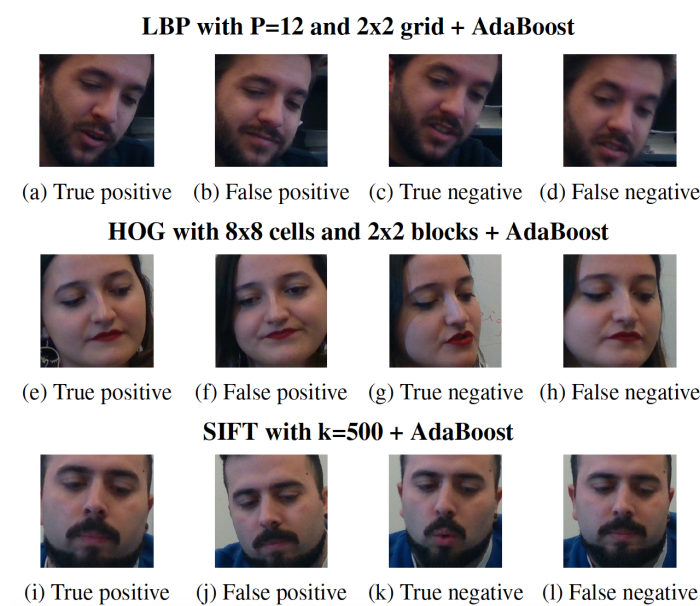 LBP with P=12 and 2x2 grid + AdaBoost
(a) True positive (b) False positive (c) True negative (d) False negative
HOG with 8x8 cells and 2x2 blocks + AdaBoost
(e) True positive (f) False positive (g) True negative (h) False negative
SIFT with k=500 + AdaBoost
(i) True positive (j) False positive (k) True negative (l) False negative